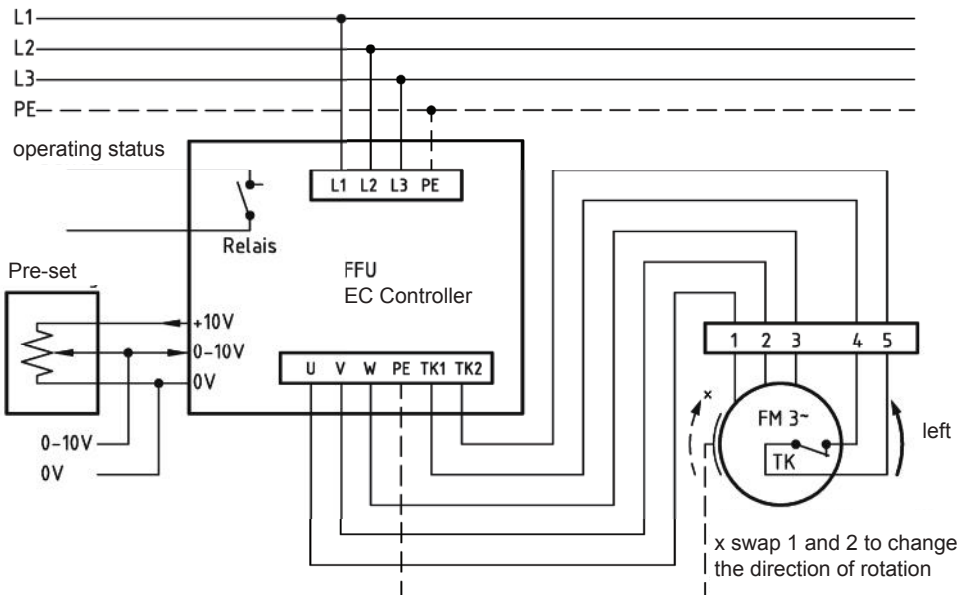 L1
L2
L3
PE
operating status
L1 L2 L3 PE
Relais
Pre-set
FFU
EC Controller
+10V
0-10V
0V
U V W PE TK1 TK2
1 2 3 4 5
x
FM 3~
TK
left
0-10V
0V
x swap 1 and 2 to change
the direction of rotation